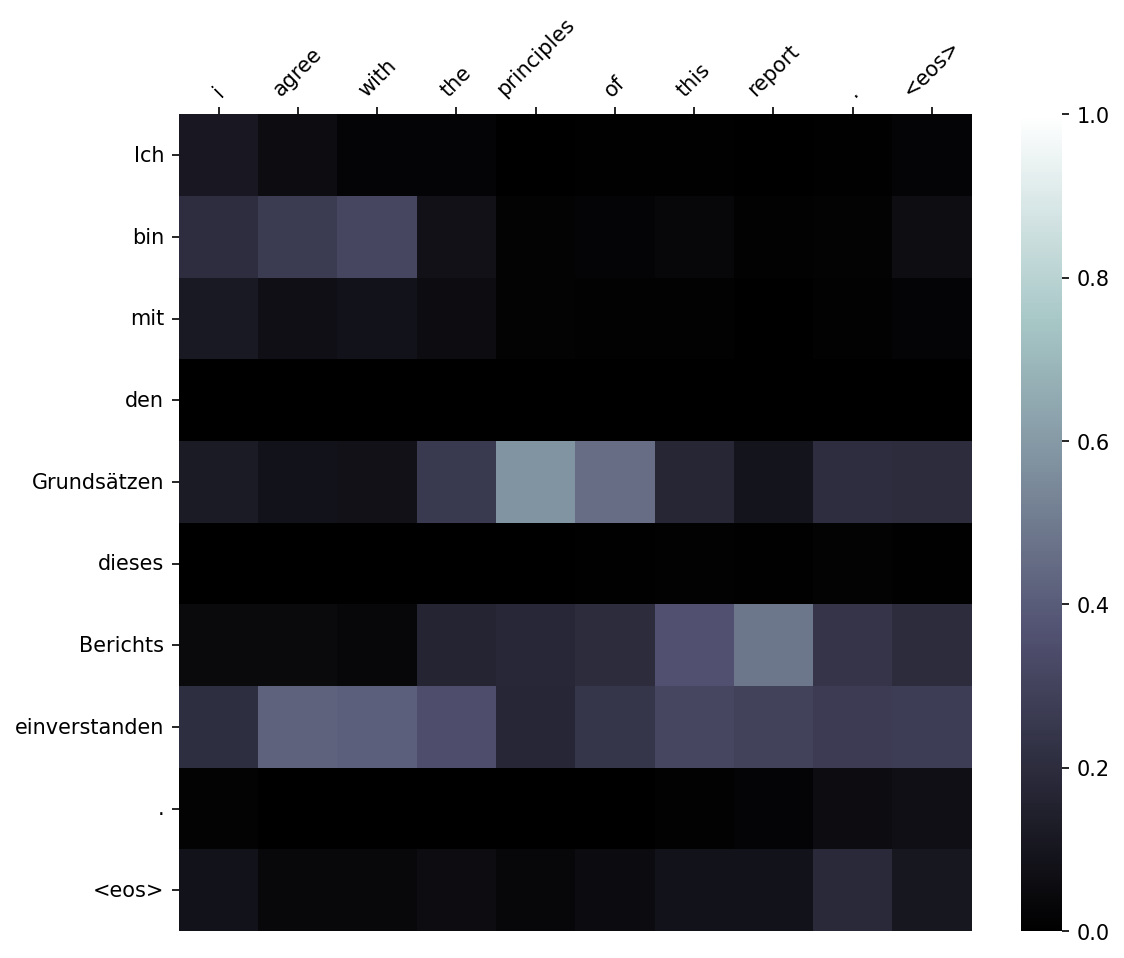 i agree with the principles of this report . <eos>
Ich
bin
mit
den
Grundsätzen
dieses
Berichts
einverstanden
.
<eos>
1.0
0.8
0.6
0.4
0.2
0.0